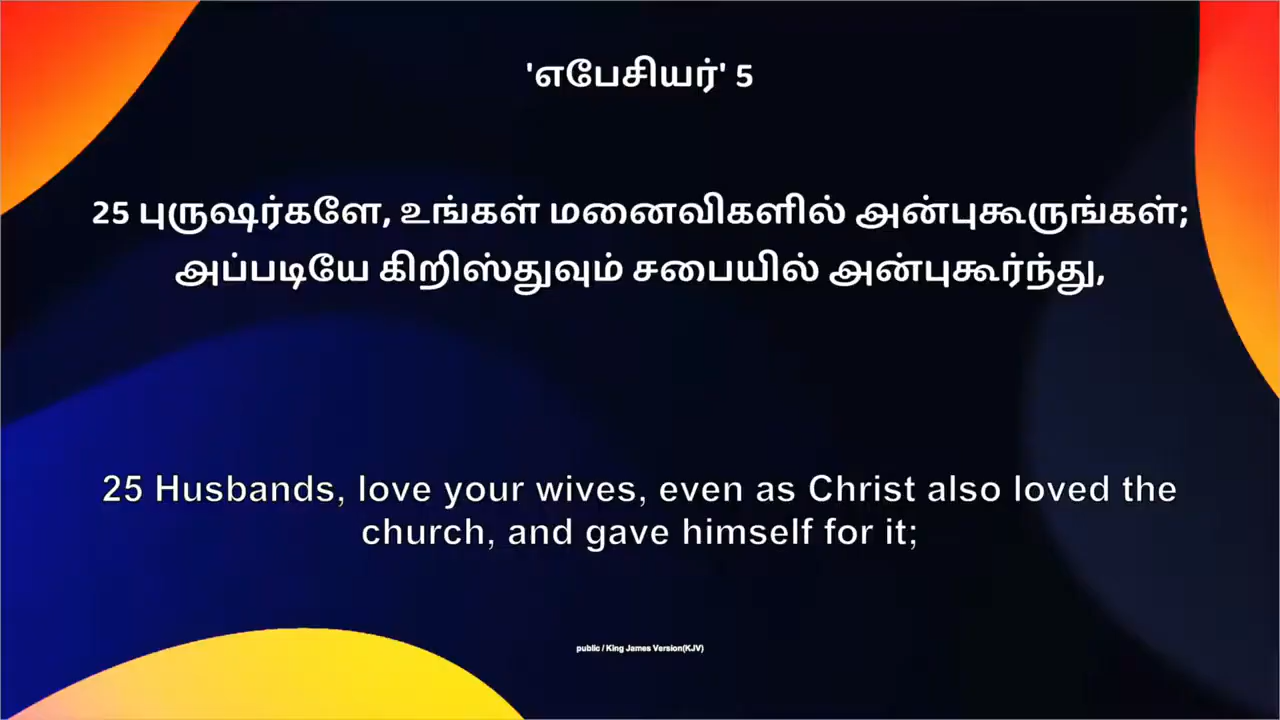 'எபேசியர்' 5
25 புருஷர்களே, உங்கள் மனைவிகளில் அன்புகூருங்கள்;
அப்படியே கிறிஸ்துவும் சபையில் அன்புகூர்ந்து,
25 Husbands, love your wives, even as Christ also loved the
church, and gave himself for it;
public / King James Version(KJV)